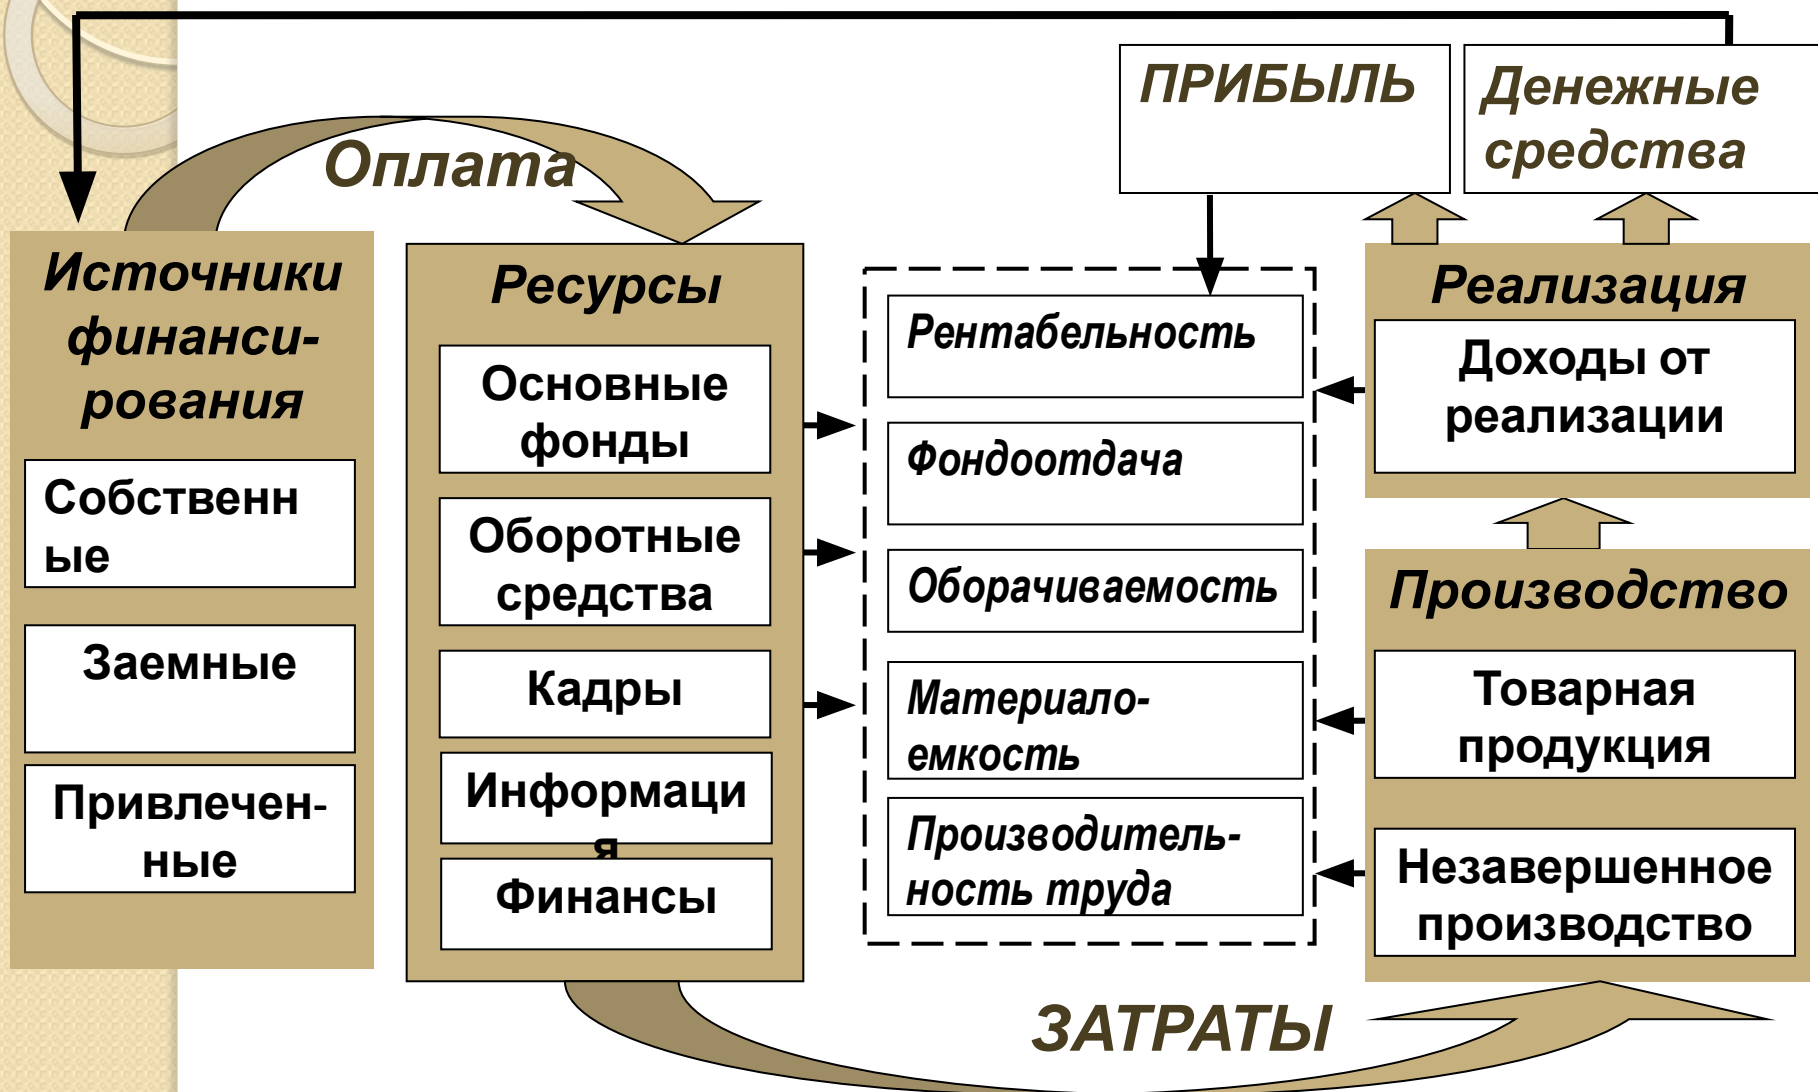 ПРИБЫЛЬ
Денежные
средства
Оплата
Источники
финанси-
рования
Собственн
ые
Заемные
Привлечен-
ные
Ресурсы
Основные
фонды
Оборотные
средства
Кадры
Информаци
я
Финансы
Рентабельность
Фондоотдача
Оборачиваемость
Материало-
емкость
Производитель-
ность труда
Реализация
Доходы от
реализации
Производство
Товарная
продукция
Незавершенное
производство
ЗАТРАТЫ